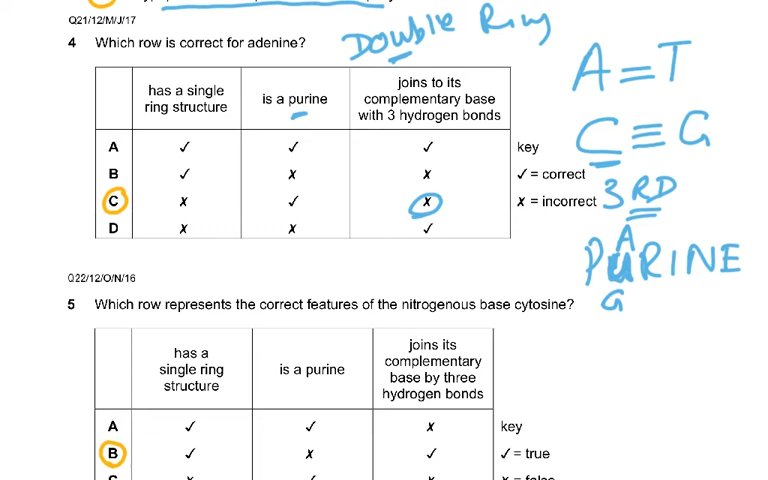 Q21/12/M/J/17
4 Which row is correct for adenine?
Double Ring
has a single ring structure
is a purine
joins to its complementary base with 3 hydrogen bonds
A ✓ ✓ ✓
B ✓ ✗ ✗
C ✗ ✓ ✗
D ✗ ✗ ✓
key
✓ = correct
✗ = incorrect
A = T
C ≡ G
3RD
A
PuRINE
G
Q22/12/O/N/16
5 Which row represents the correct features of the nitrogenous base cytosine?
has a single ring structure
is a purine
joins its complementary base by three hydrogen bonds
A ✓ ✓ ✗
B ✓ ✗ ✓
key
✓ = true